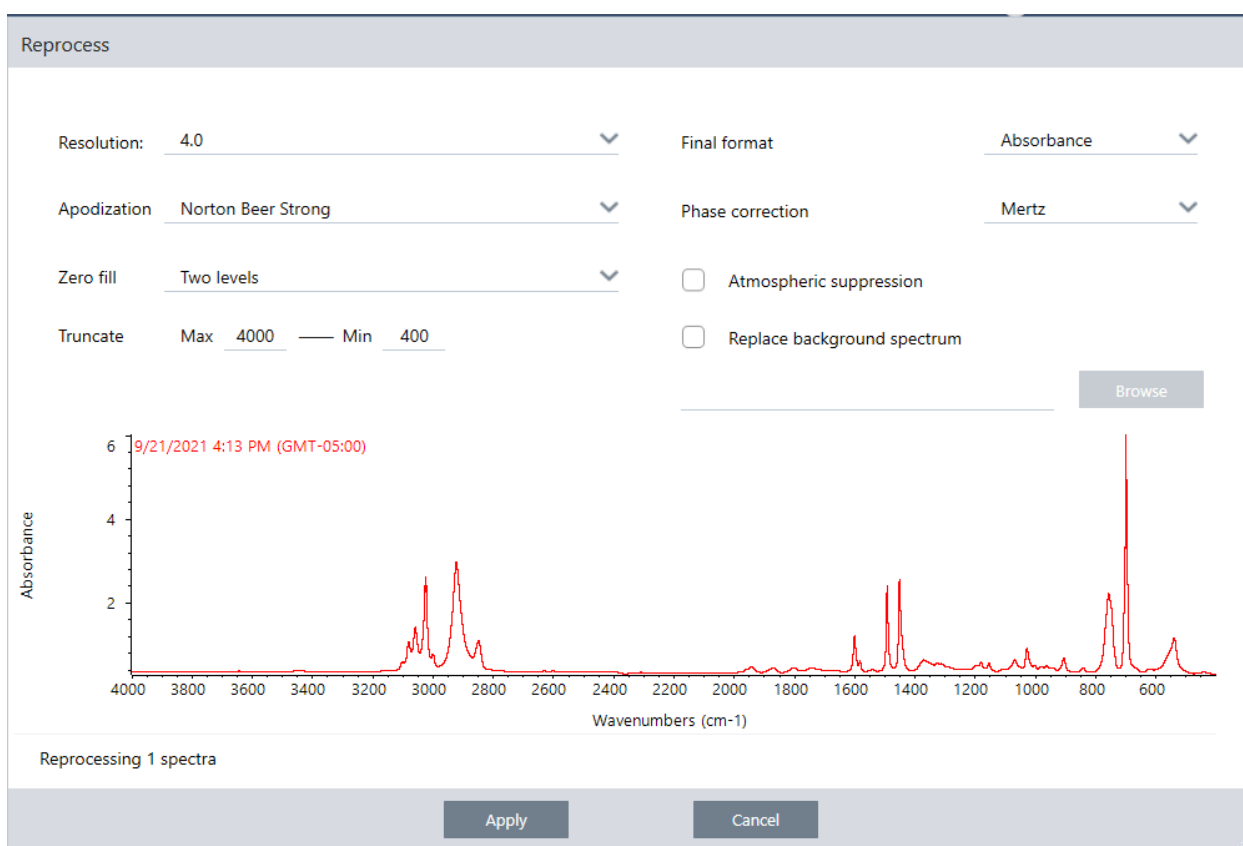 Reprocess
Resolution: 4.0
Final format Absorbance
Apodization Norton Beer Strong
Phase correction Mertz
Zero fill Two levels
Atmospheric suppression
Truncate Max 4000 Min 400
Replace background spectrum
Browse
9/21/2021 4:13 PM (GMT-05:00)
6
4
2
Absorbance
4000 3800 3600 3400 3200 3000 2800 2600 2400 2200 2000 1800 1600 1400 1200 1000 800 600
Wavenumbers (cm-1)
Reprocessing 1 spectra
Apply Cancel